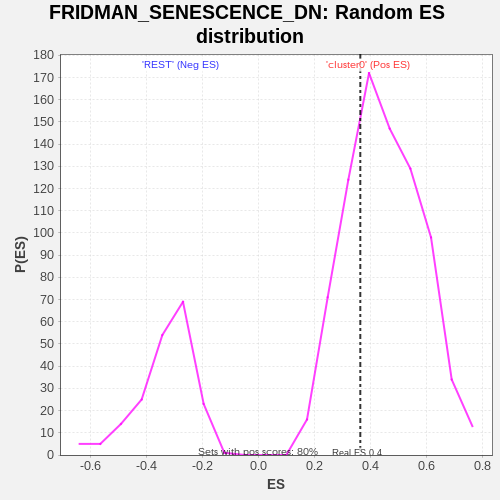 FRIDMAN_SENESCENCE_DN: Random ES
distribution
180
170
160
150
140
130
120
110
100
90
80
70
60
50
40
30
20
10
0
P(ES)
'REST' (Neg ES)
'cluster0' (Pos ES)
Sets with pos scores: 80%
Real ES 0.4
-0.6 -0.4 -0.2 0.0 0.2 0.4 0.6 0.8
ES